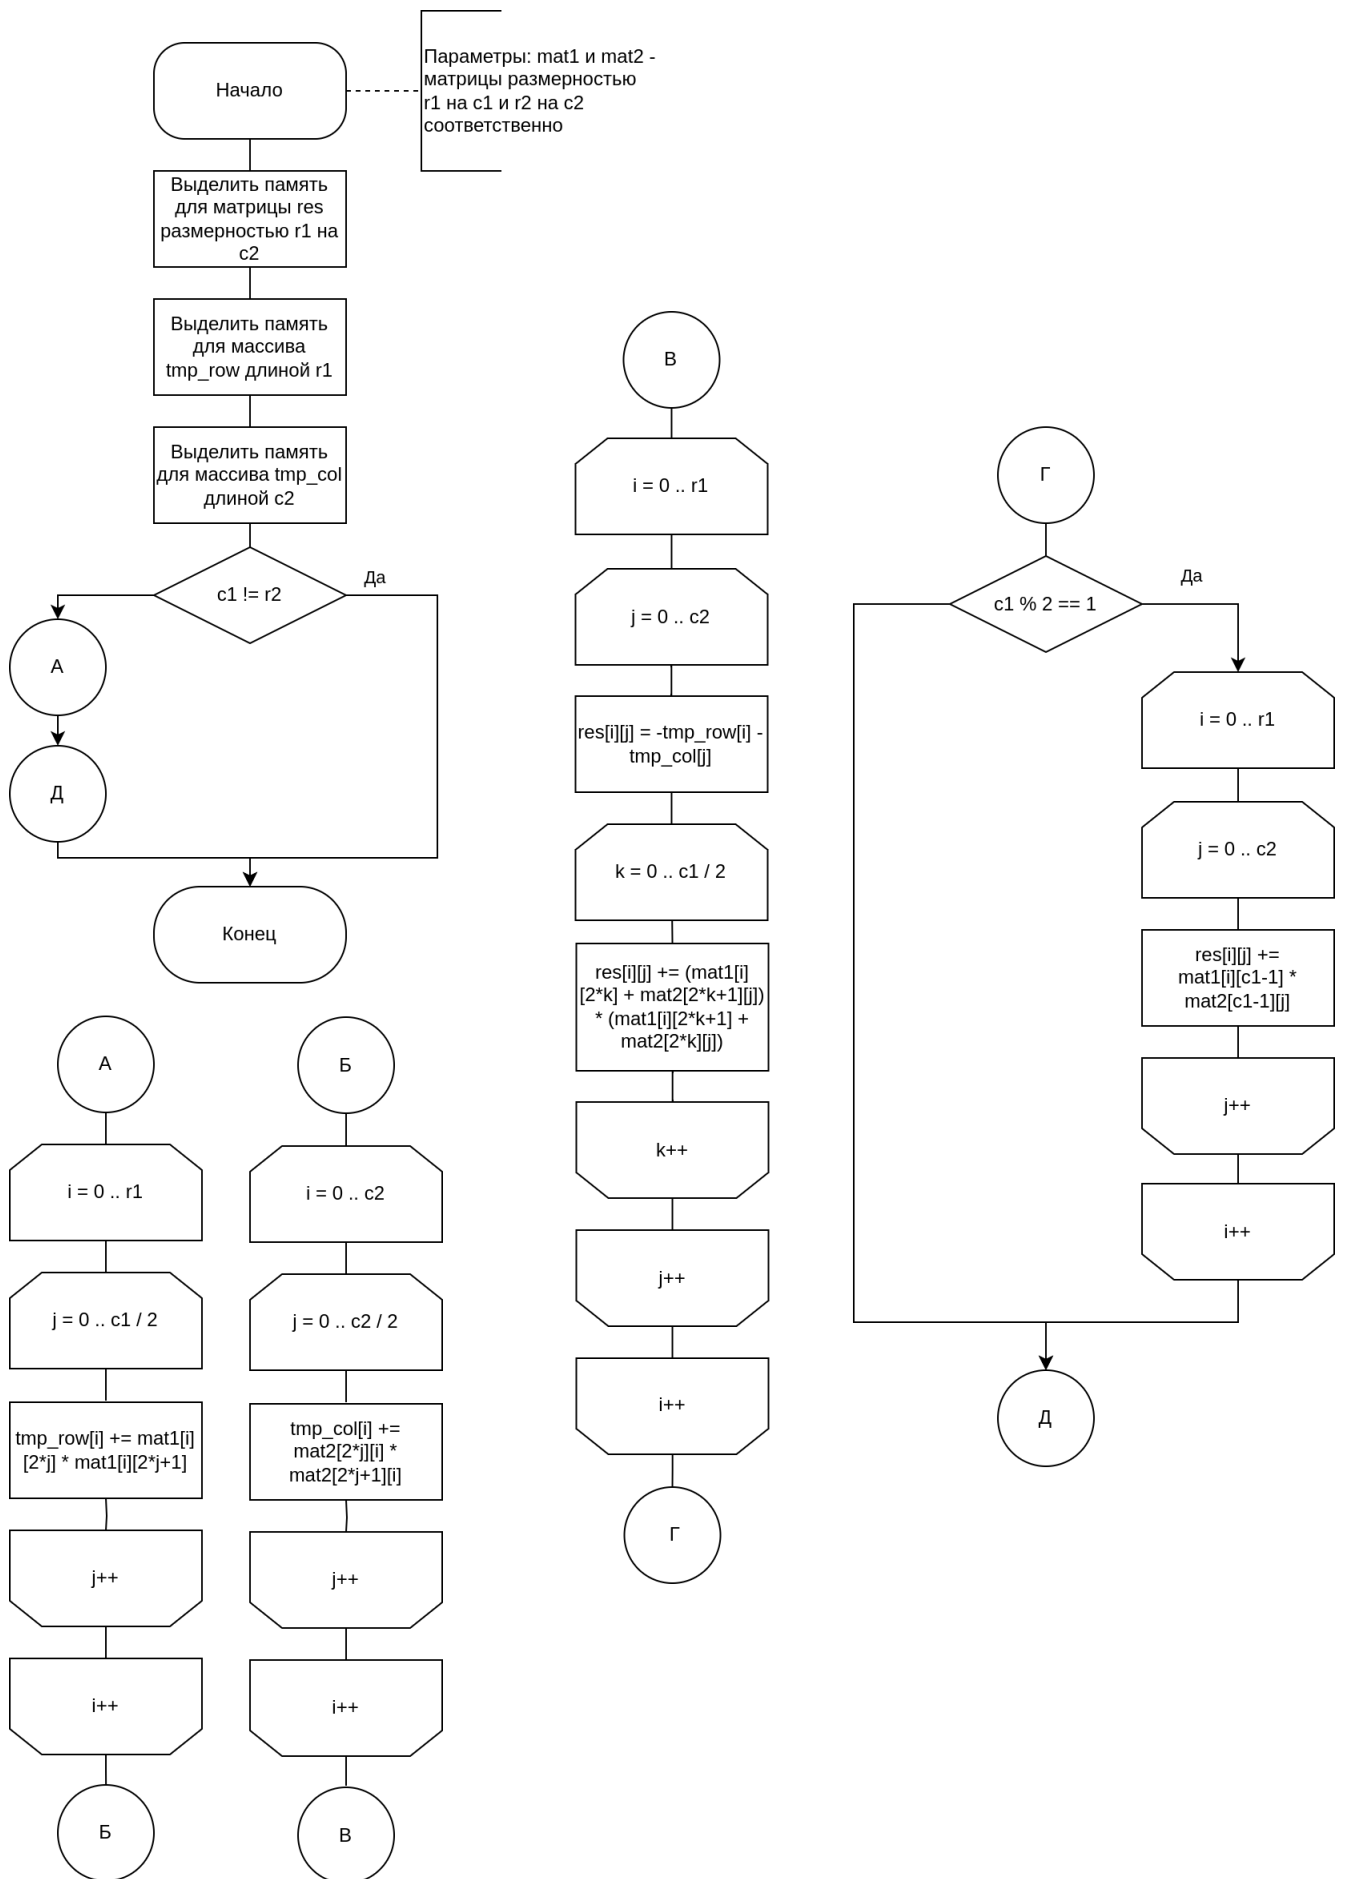 Начало
Параметры: mat1 и mat2 -
матрицы размерностью
r1 на c1 и r2 на c2
соответственно
Выделить память
для матрицы res
размерностью r1 на
c2
Выделить память
для массива
tmp_row длиной r1
Выделить память
для массива tmp_col
длиной c2
c1 != r2
Да
А
Д
Конец
А
i = 0 .. r1
j = 0 .. c1 / 2
tmp_row[i] += mat1[i]
[2*j] * mat1[i][2*j+1]
j++
i++
Б
Б
i = 0 .. c2
j = 0 .. c2 / 2
tmp_col[i] +=
mat2[2*j][i] *
mat2[2*j+1][i]
j++
i++
В
В
i = 0 .. r1
j = 0 .. c2
res[i][j] = -tmp_row[i] -
tmp_col[j]
k = 0 .. c1 / 2
res[i][j] += (mat1[i]
[2*k] + mat2[2*k+1][j])
* (mat1[i][2*k+1] +
mat2[2*k][j])
k++
j++
i++
Г
Г
c1 % 2 == 1
Да
i = 0 .. r1
j = 0 .. c2
res[i][j] +=
mat1[i][c1-1] *
mat2[c1-1][j]
j++
i++
Д